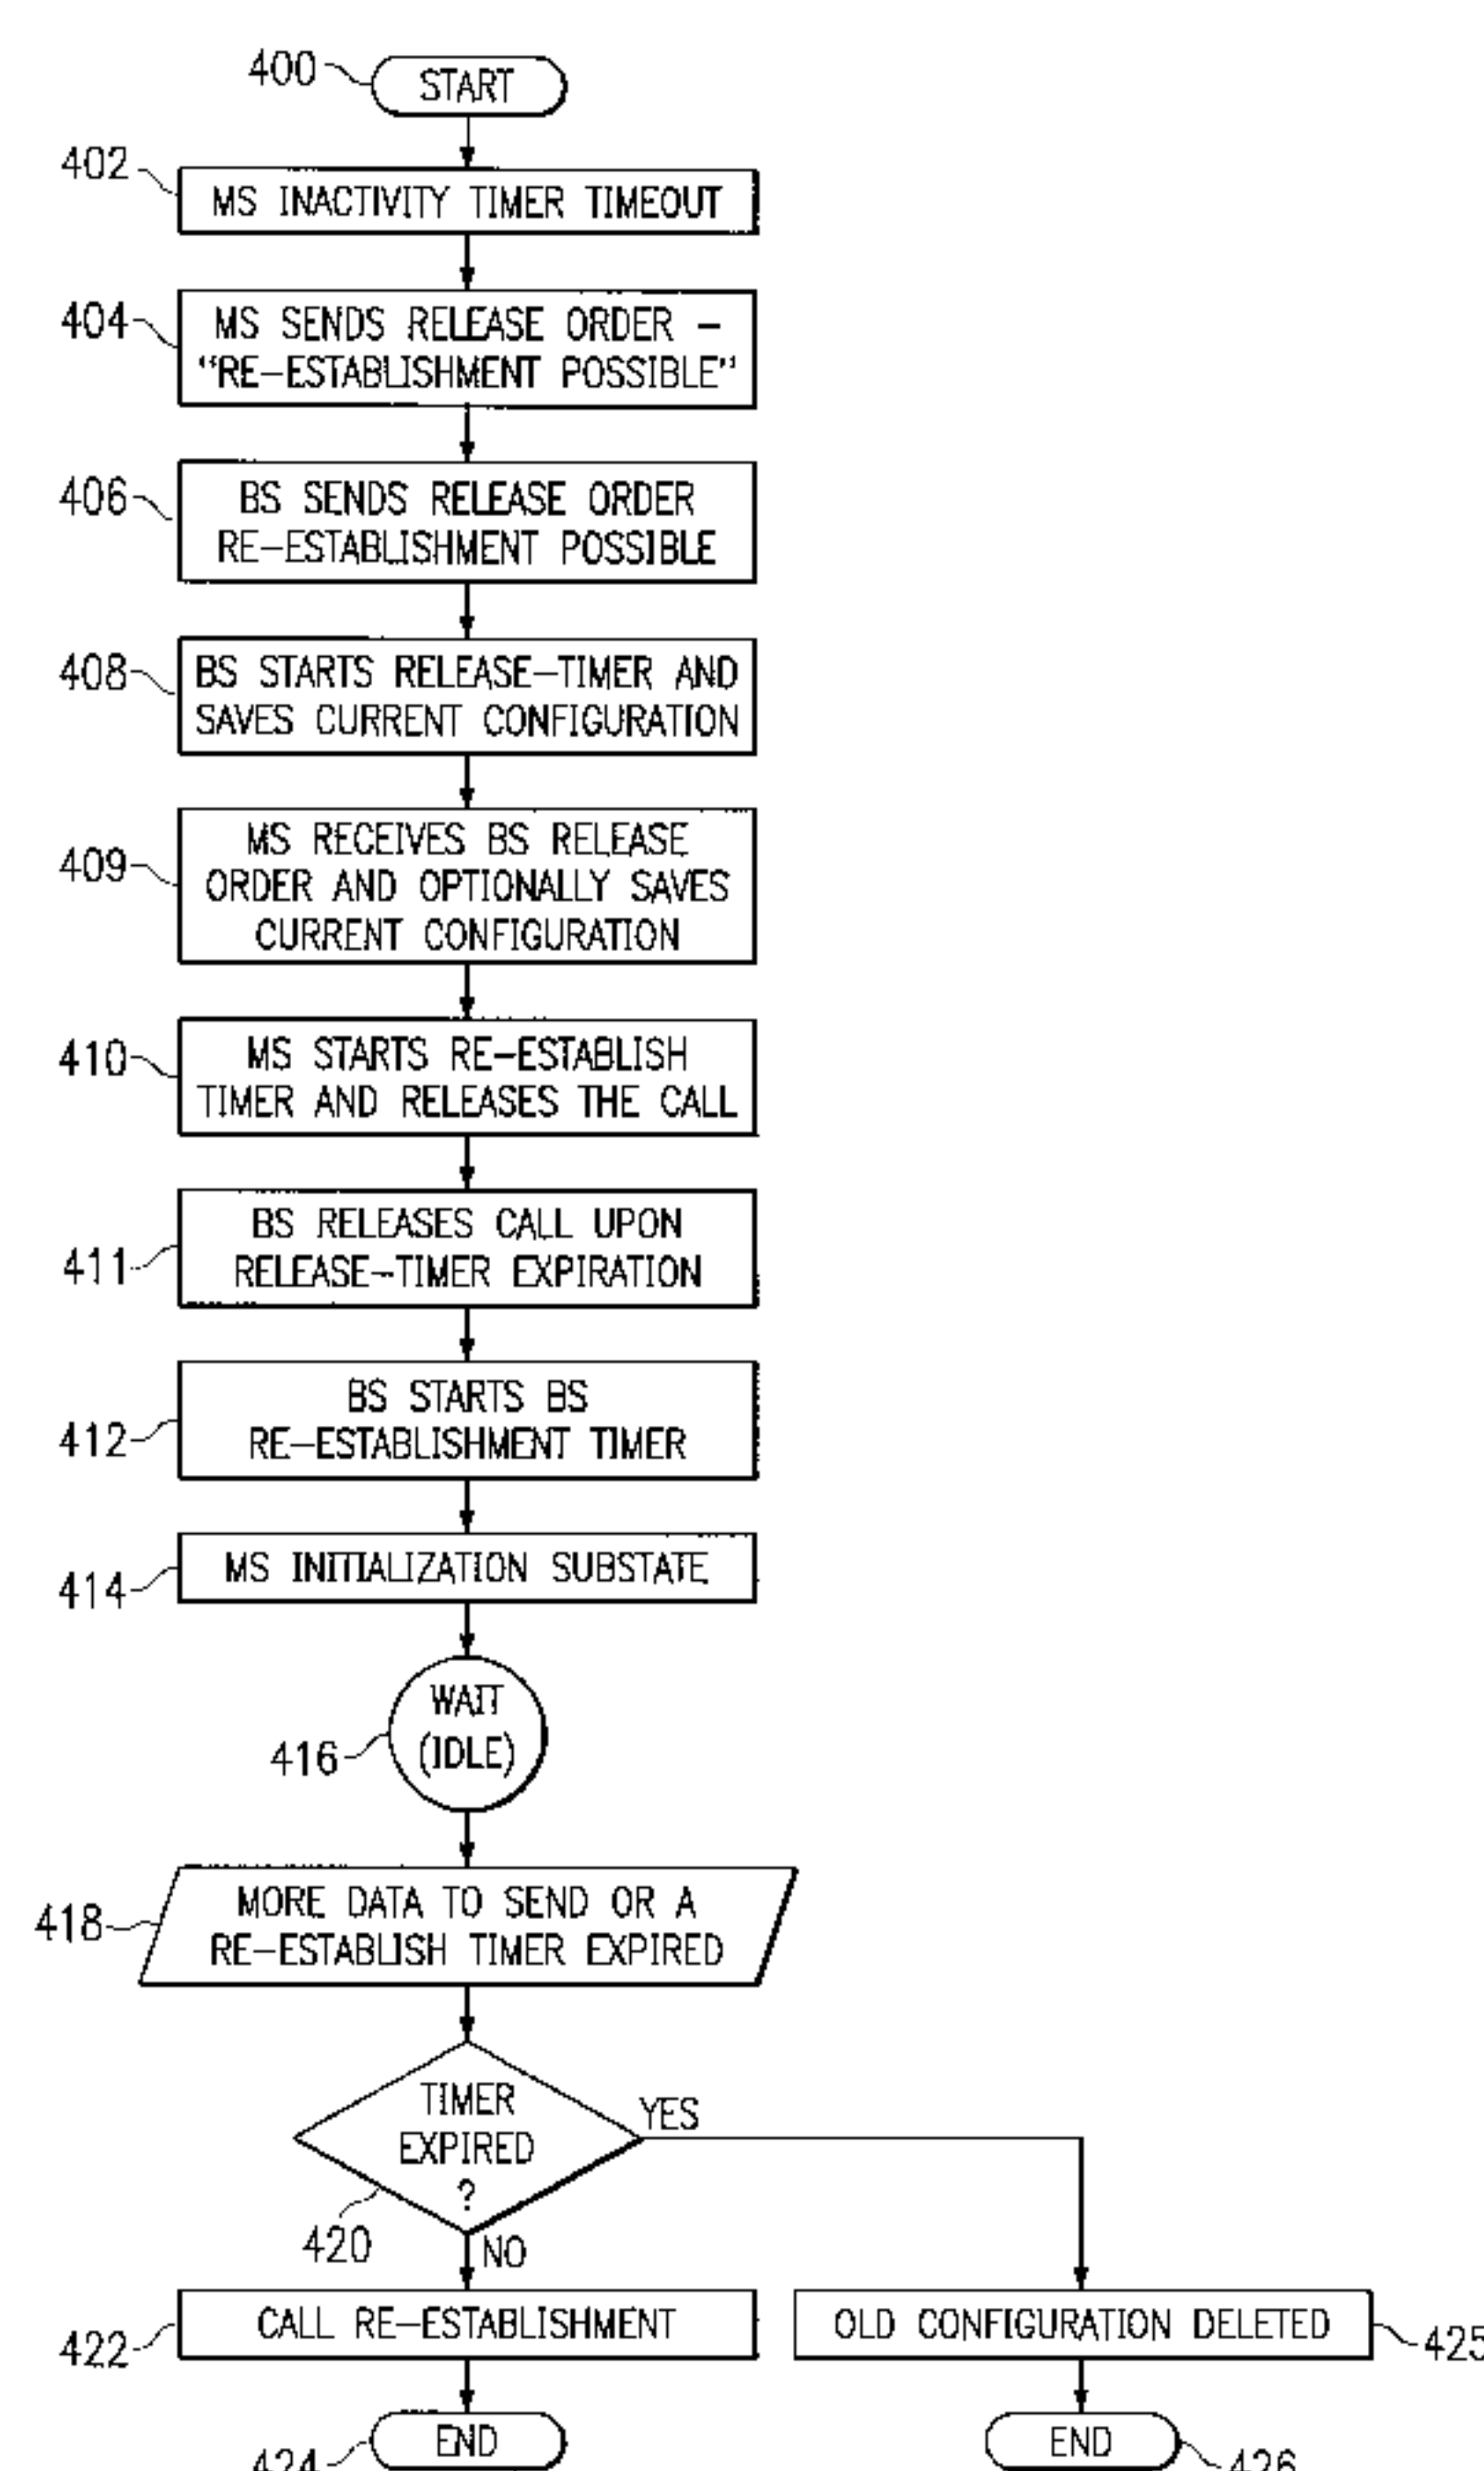 400
START
402
MS INACTIVITY TIMER TIMEOUT
404
MS SENDS RELEASE ORDER –
"RE–ESTABLISHMENT POSSIBLE"
406
BS SENDS RELEASE ORDER
RE–ESTABLISHMENT POSSIBLE
408
BS STARTS RELEASE–TIMER AND
SAVES CURRENT CONFIGURATION
409
MS RECEIVES BS RELEASE
ORDER AND OPTIONALLY SAVES
CURRENT CONFIGURATION
410
MS STARTS RE–ESTABLISH
TIMER AND RELEASES THE CALL
411
BS RELEASES CALL UPON
RELEASE–TIMER EXPIRATION
412
BS STARTS BS
RE–ESTABLISHMENT TIMER
414
MS INITIALIZATION SUBSTATE
416
WAIT
(IDLE)
418
MORE DATA TO SEND OR A
RE–ESTABLISH TIMER EXPIRED
420
TIMER
EXPIRED
?
YES
NO
422
CALL RE–ESTABLISHMENT
OLD CONFIGURATION DELETED
425
424
END
END
426